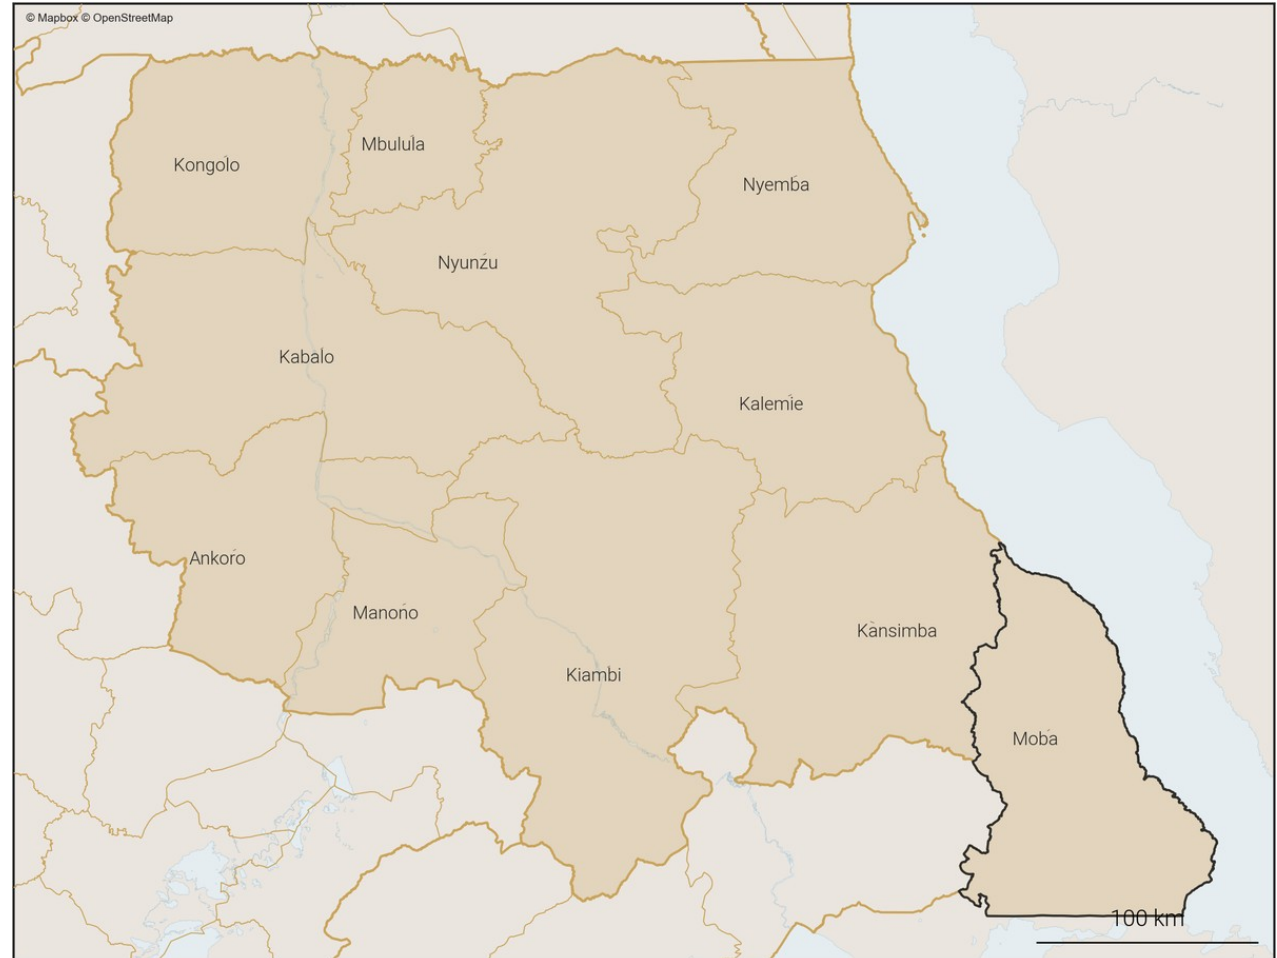 © Mapbox © OpenStreetMap
Mbulula
Kongolo
Nyemba
Nyunzu
Kabalo
Kalemie
Ankoro
Manono
Kansimba
Kiambi
Moba
100 km